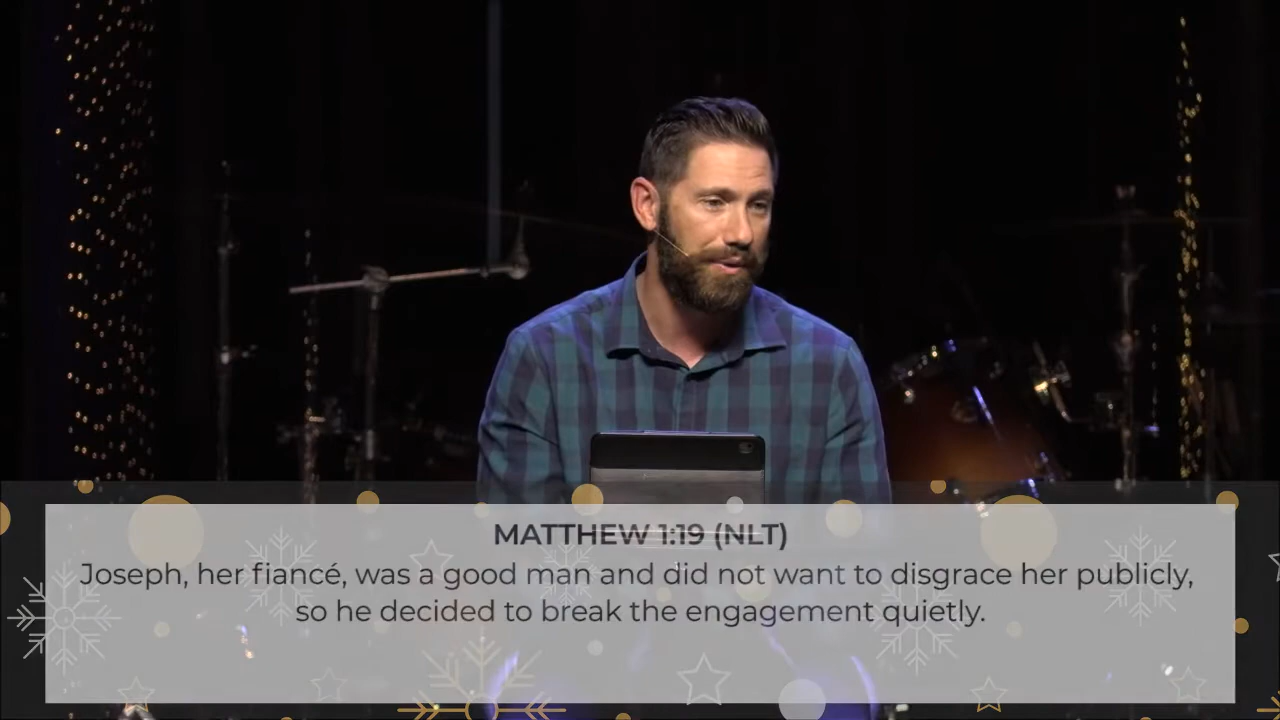 MATTHEW 1:19 (NLT)
Joseph, her fiancé, was a good man and did not want to disgrace her publicly,
so he decided to break the engagement quietly.